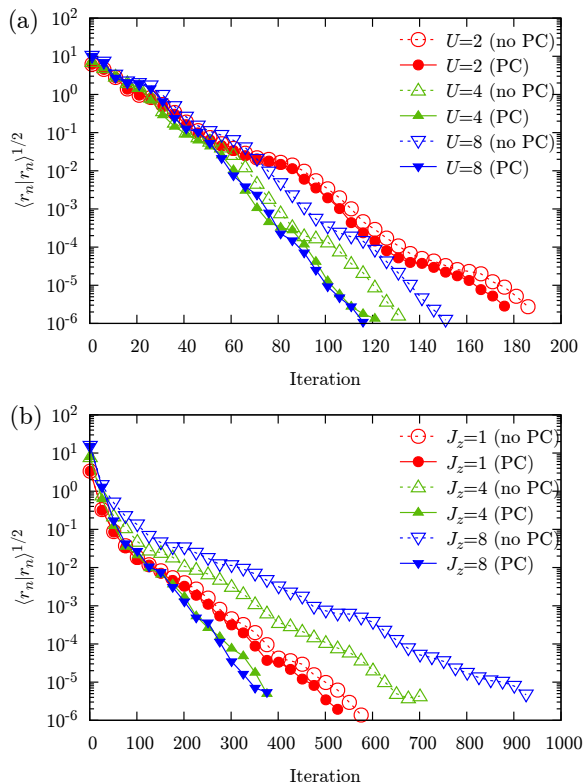 (a)
10^2
10^1
10^0
10^-1
10^-2
10^-3
10^-4
10^-5
10^-6
⟨r_n|r_n⟩^1/2
U=2 (no PC)
U=2 (PC)
U=4 (no PC)
U=4 (PC)
U=8 (no PC)
U=8 (PC)
0 20 40 60 80 100 120 140 160 180 200
Iteration
(b)
10^2
10^1
10^0
10^-1
10^-2
10^-3
10^-4
10^-5
10^-6
⟨r_n|r_n⟩^1/2
J_z=1 (no PC)
J_z=1 (PC)
J_z=4 (no PC)
J_z=4 (PC)
J_z=8 (no PC)
J_z=8 (PC)
0 100 200 300 400 500 600 700 800 900 1000
Iteration